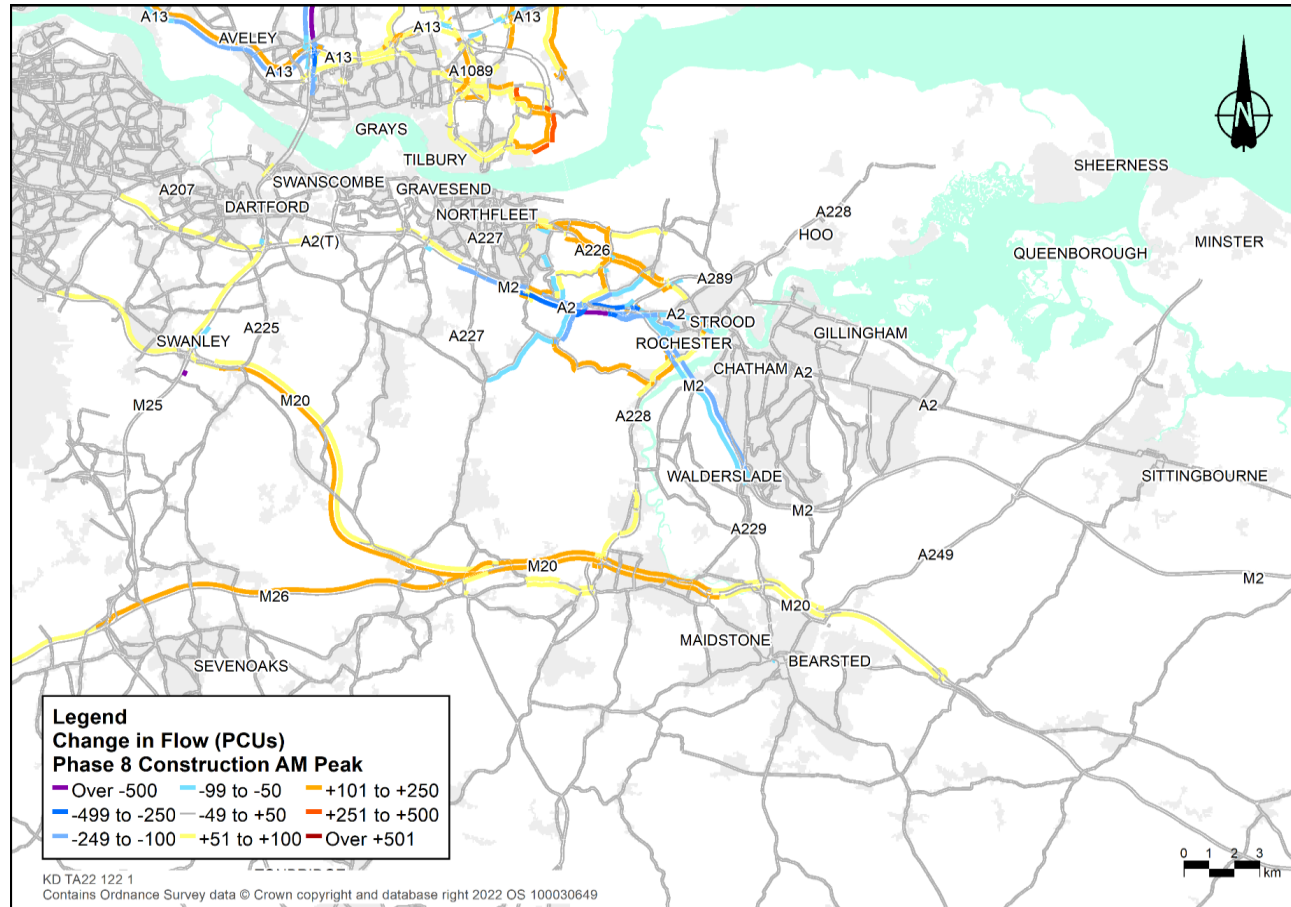 A13
A13
AVELEY
A13
A13
A13
A1089
GRAYS
TILBURY
SHEERNESS
A207
SWANSCOMBE
GRAVESEND
DARTFORD
NORTHFLEET
A228
HOO
MINSTER
A2(T)
A227
A226
QUEENBOROUGH
A289
M2
A2
A2
STROOD
GILLINGHAM
SWANLEY
A225
A227
ROCHESTER
CHATHAM
A2
M2
M25
M20
A228
A2
WALDERSLADE
SITTINGBOURNE
M2
A229
A249
M20
M2
M26
M20
MAIDSTONE
SEVENOAKS
BEARSTED
N
Legend
Change in Flow (PCUs)
Phase 8 Construction AM Peak
Over -500 -99 to -50 +101 to +250
-499 to -250 -49 to +50 +251 to +500
-249 to -100 +51 to +100 Over +501
0 1 2 3
km
KD TA22 122 1
Contains Ordnance Survey data © Crown copyright and database right 2022 OS 100030649